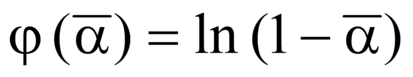 φ(α̅) = ln(1 − α̅)